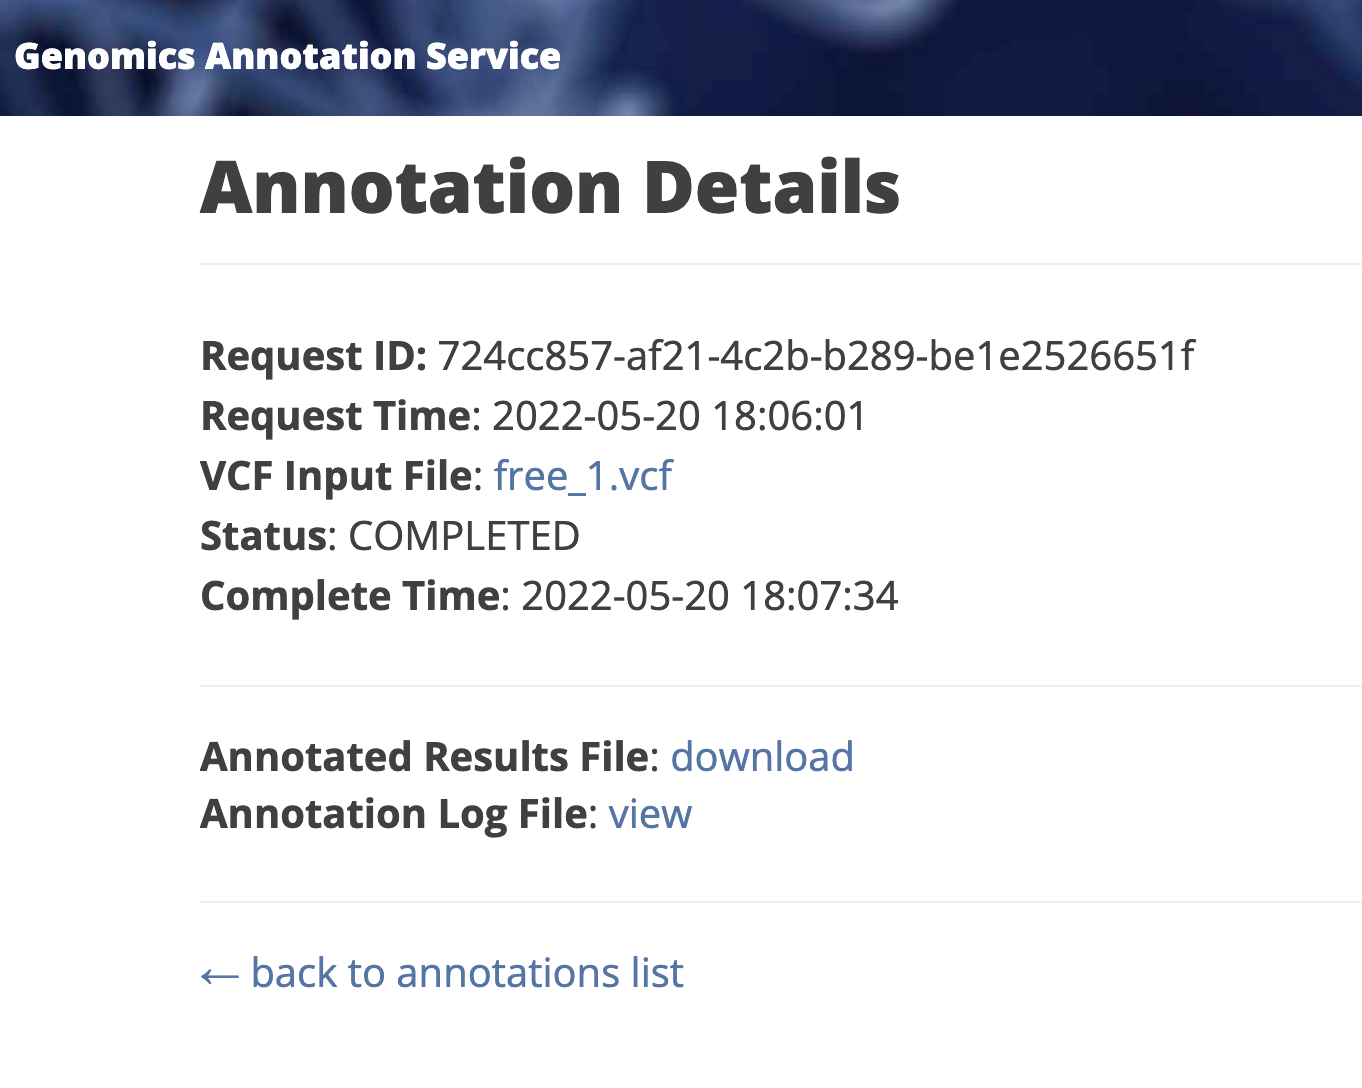 Genomics Annotation Service
Annotation Details
Request ID: 724cc857-af21-4c2b-b289-be1e2526651f
Request Time: 2022-05-20 18:06:01
VCF Input File: free_1.vcf
Status: COMPLETED
Complete Time: 2022-05-20 18:07:34
Annotated Results File: download
Annotation Log File: view
← back to annotations list